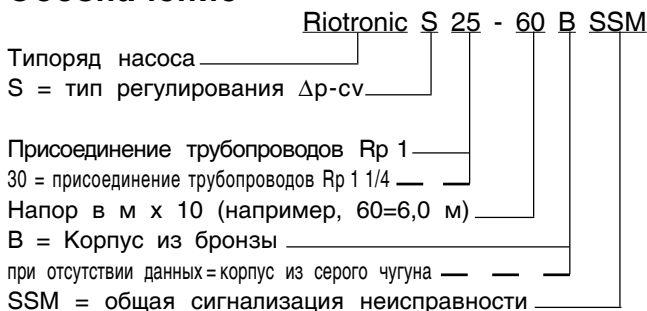 Riotronic S 25 - 60 B SSM
Типоряд насоса
S = тип регулирования Δp-cv
Присоединение трубопроводов Rp 1
30 = присоединение трубопроводов Rp 1 1/4
Напор в м х 10 (например, 60=6,0 м)
B = Корпус из бронзы
при отсутствии данных = корпус из серого чугуна
SSM = общая сигнализация неисправности